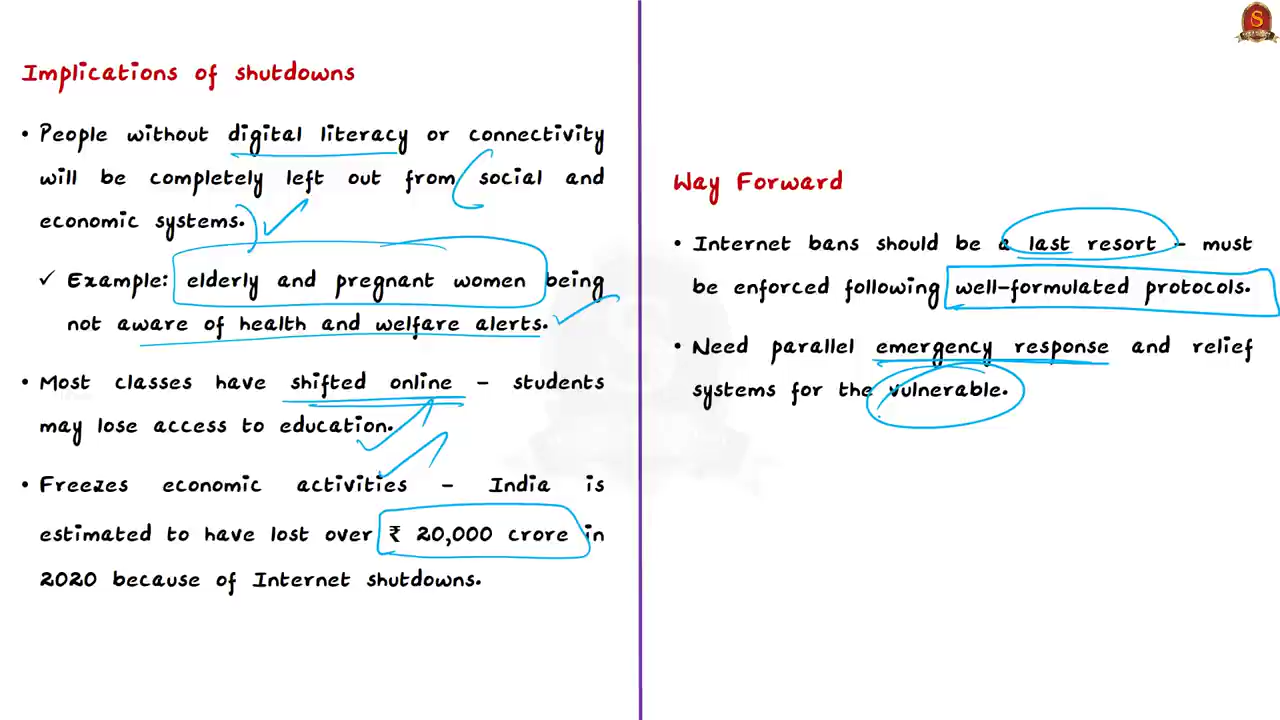 Implications of shutdowns
• People without digital literacy or connectivity
will be completely left out from social and
economic systems.
✓ Example: elderly and pregnant women being
not aware of health and welfare alerts.
• Most classes have shifted online – students
may lose access to education.
• Freezes economic activities – India is
estimated to have lost over ₹ 20,000 crore in
2020 because of Internet shutdowns.
Way Forward
• Internet bans should be a last resort – must
be enforced following well-formulated protocols.
• Need parallel emergency response and relief
systems for the vulnerable.